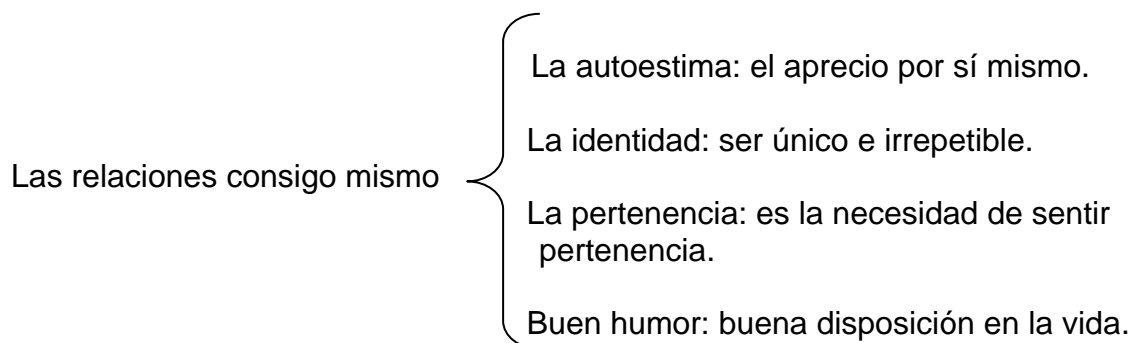 La autoestima: el aprecio por sí mismo.
La identidad: ser único e irrepetible.
Las relaciones consigo mismo
La pertenencia: es la necesidad de sentir
pertenencia.
Buen humor: buena disposición en la vida.